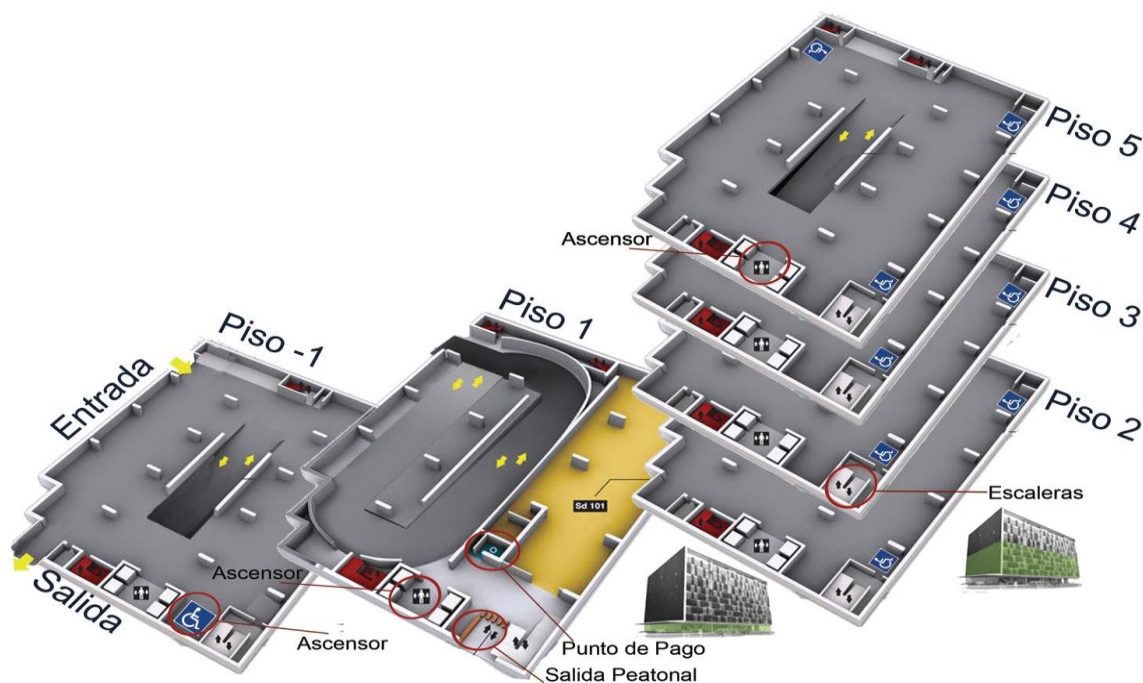 Piso 5
Piso 4
Ascensor
Piso 3
Piso 1
Piso -1
Entrada
Piso 2
Escaleras
Sd 101
Ascensor
Salida
Ascensor
Punto de Pago
Salida Peatonal